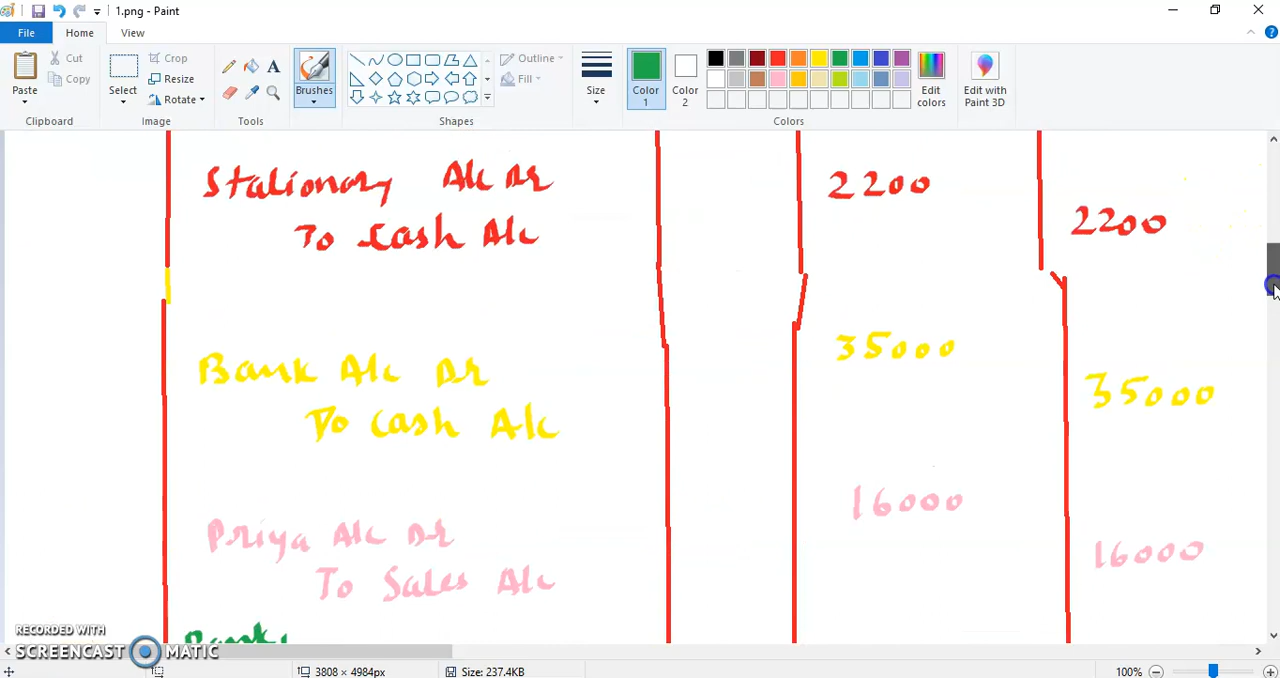 1.png - Paint
File Home View
Paste Cut Copy Select Crop Resize Rotate Brushes Outline Fill Size Color 1 Color 2 Edit colors Edit with Paint 3D
Clipboard Image Tools Shapes Colors
Stationary A/c Dr 2200
To Cash A/c 2200
Bank A/c Dr 35000
To Cash A/c 35000
Priya A/c Dr 16000
To Sales A/c 16000
RECORDED WITH
SCREENCAST MATIC
3808 × 4984px Size: 237.4KB 100%